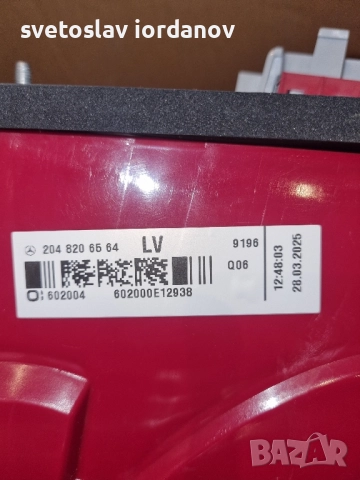 svetoslav iordanov
204 820 65 64 LV 9196
Q06
602004 602000E12938
12:48:03
28.03.2025
BAZAR